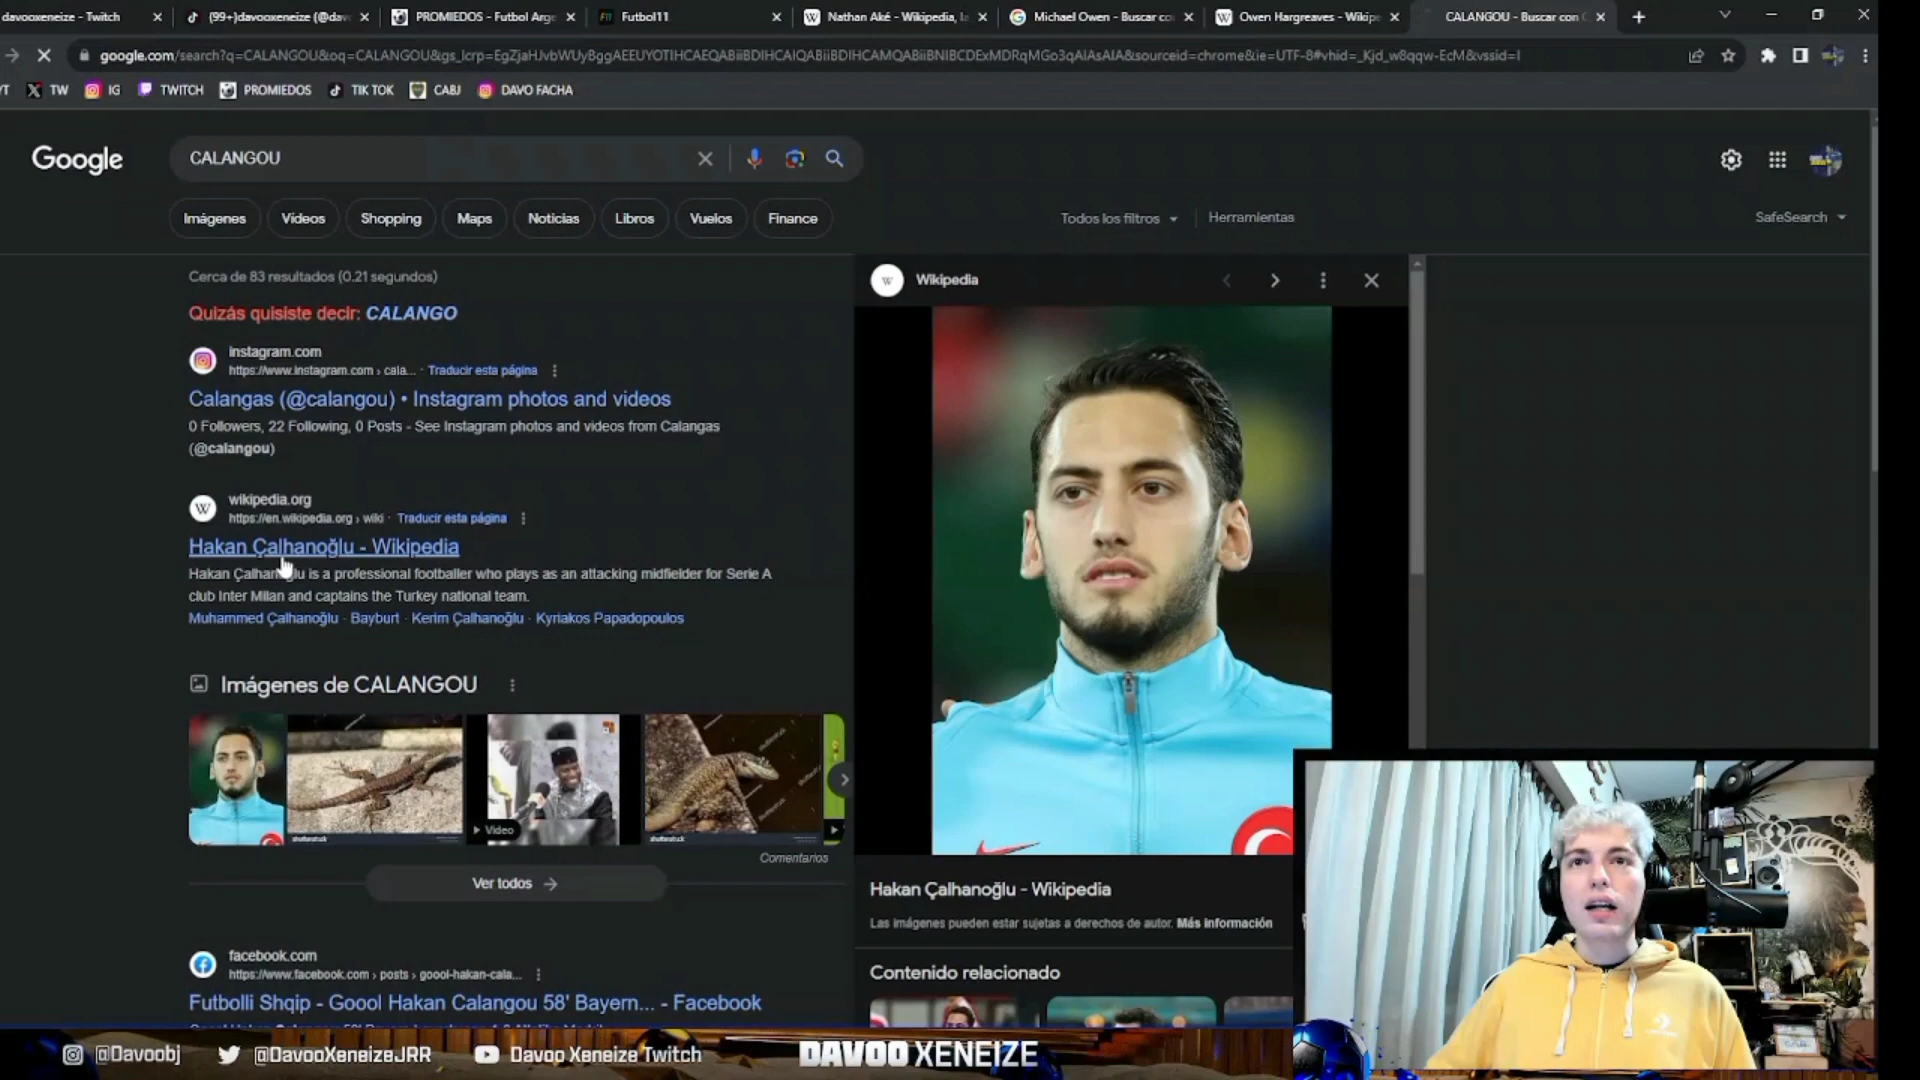 davooxeneize - Twitch
(99+)davooxeneize (@dav
PROMIEDOS - Futbol Arge
Futbol11
Nathan Aké - Wikipedia, la
Michael Owen - Buscar co
Owen Hargreaves - Wikipe
CALANGOU - Buscar con G
google.com/search?q=CALANGOU&oq=CALANGOU&gs_lcrp=EgZjaHJvbWUyBggAEEUYOTIHCAEQABiiBDIHCAIQABiiBDIHCAMQABiiBNIBCDExMDRqMGo3qAIAsAIA&sourceid=chrome&ie=UTF-8#vhid=_Kjd_w8qqw-EcM&vssid=l
YT
TW
IG
TWITCH
PROMIEDOS
TIK TOK
CABJ
DAVO FACHA
Google
CALANGOU
Imágenes
Videos
Shopping
Maps
Noticias
Libros
Vuelos
Finance
Todos los filtros
Herramientas
SafeSearch
Cerca de 83 resultados (0.21 segundos)
Quizás quisiste decir: CALANGO
instagram.com
https://www.instagram.com › cala... · Traducir esta página
Calangas (@calangou) • Instagram photos and videos
0 Followers, 22 Following, 0 Posts - See Instagram photos and videos from Calangas
(@calangou)
wikipedia.org
https://en.wikipedia.org › wiki · Traducir esta página
Hakan Çalhanoğlu - Wikipedia
Hakan Çalhanoğlu is a professional footballer who plays as an attacking midfielder for Serie A
club Inter Milan and captains the Turkey national team.
Muhammed Çalhanoğlu · Bayburt · Kerim Çalhanoğlu · Kyriakos Papadopoulos
Imágenes de CALANGOU
Video
shutterstock
shutterstock
Comentarios
Ver todos
facebook.com
https://www.facebook.com › posts › goool-hakan-cala...
Futbolli Shqip - Goool Hakan Calangou 58' Bayern... - Facebook
Wikipedia
Hakan Çalhanoğlu - Wikipedia
Las imágenes pueden estar sujetas a derechos de autor. Más información
Contenido relacionado
@Davoobj
@DavooXeneizeJRR
Davoo Xeneize Twitch
DAVOO XENEIZE